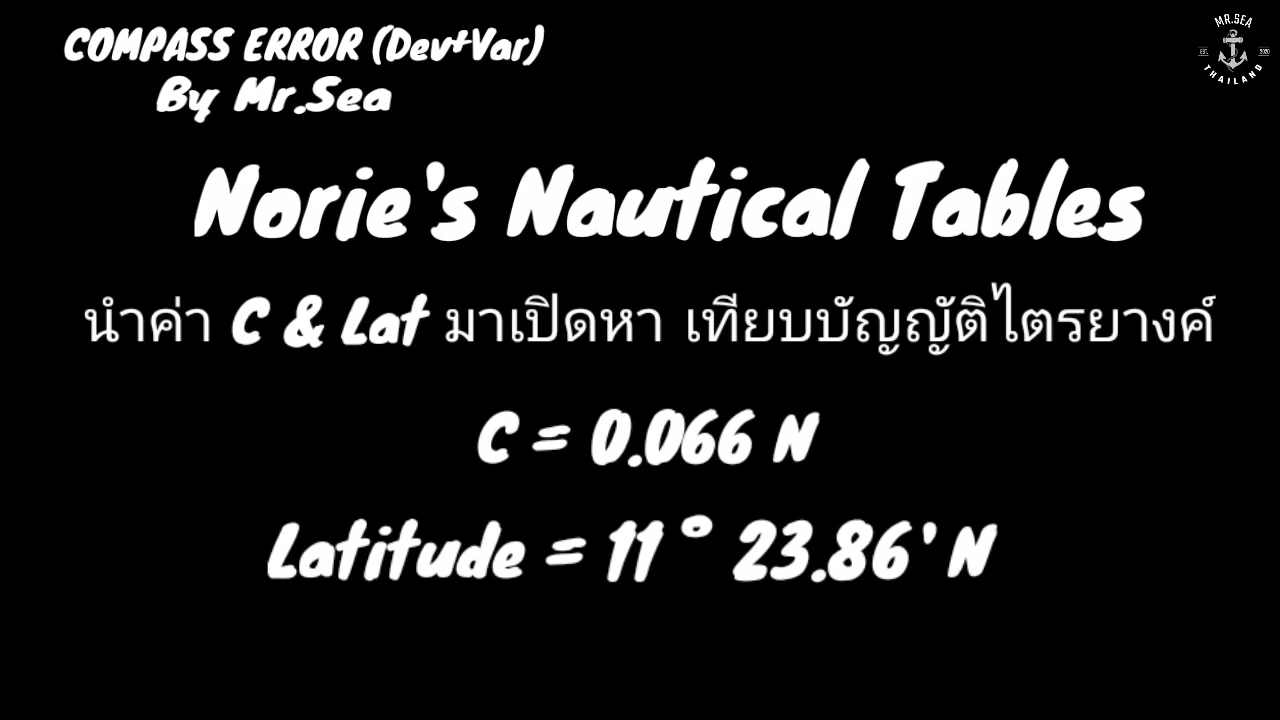 COMPASS ERROR (Dev+Var)
By Mr.Sea
MR.SEA
EST. 2020
THAILAND
Norie's Nautical Tables
นำค่า C & Lat มาเปิดหา เทียบบัญญัติไตรยางค์
C = 0.066 N
Latitude = 11° 23.86' N